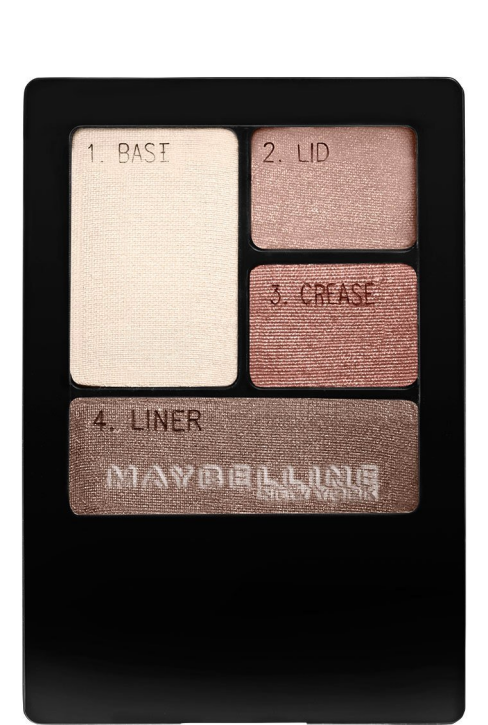 1. BASE
2. LID
3. CREASE
4. LINER
MAYBELLINE
NEW YORK